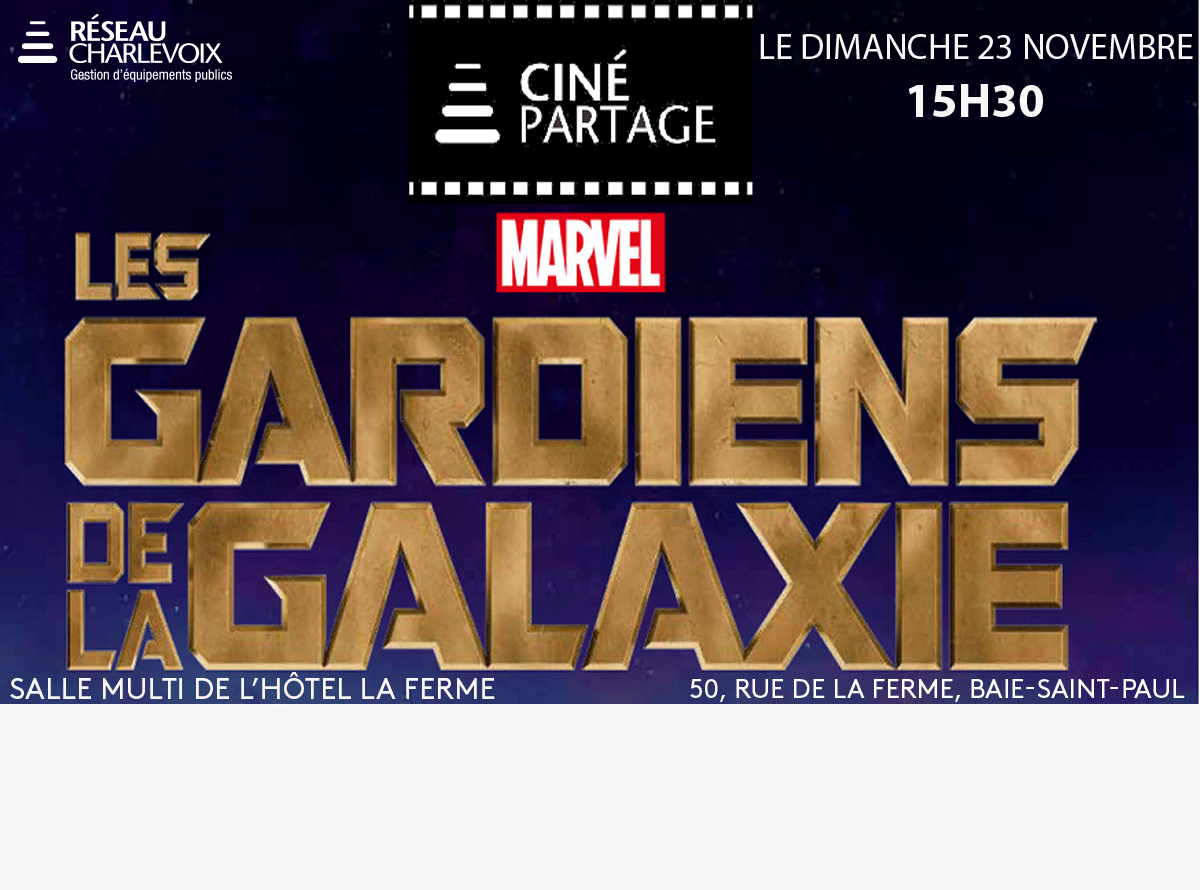 RÉSEAU
CHARLEVOIX
Gestion d'équipements publics
CINÉ
PARTAGE
LE DIMANCHE 23 NOVEMBRE
15H30
MARVEL
LES
GARDIENS
DE
LA
GALAXIE
SALLE MULTI DE L'HÔTEL LA FERME
50, RUE DE LA FERME, BAIE-SAINT-PAUL